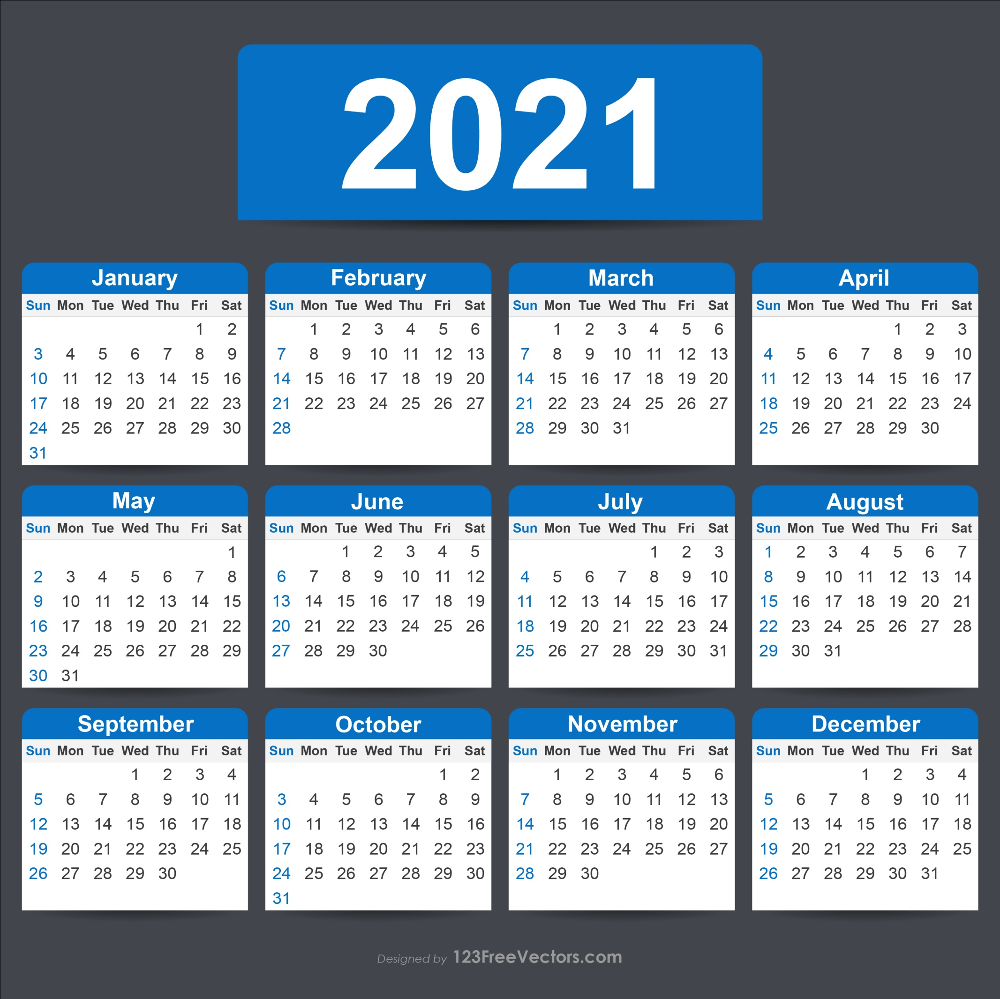 2021
January
Sun Mon Tue Wed Thu Fri Sat
1 2
3 4 5 6 7 8 9
10 11 12 13 14 15 16
17 18 19 20 21 22 23
24 25 26 27 28 29 30
31
February
Sun Mon Tue Wed Thu Fri Sat
1 2 3 4 5 6
7 8 9 10 11 12 13
14 15 16 17 18 19 20
21 22 23 24 25 26 27
28
March
Sun Mon Tue Wed Thu Fri Sat
1 2 3 4 5 6
7 8 9 10 11 12 13
14 15 16 17 18 19 20
21 22 23 24 25 26 27
28 29 30 31
April
Sun Mon Tue Wed Thu Fri Sat
1 2 3
4 5 6 7 8 9 10
11 12 13 14 15 16 17
18 19 20 21 22 23 24
25 26 27 28 29 30
May
Sun Mon Tue Wed Thu Fri Sat
1
2 3 4 5 6 7 8
9 10 11 12 13 14 15
16 17 18 19 20 21 22
23 24 25 26 27 28 29
30 31
June
Sun Mon Tue Wed Thu Fri Sat
1 2 3 4 5
6 7 8 9 10 11 12
13 14 15 16 17 18 19
20 21 22 23 24 25 26
27 28 29 30
July
Sun Mon Tue Wed Thu Fri Sat
1 2 3
4 5 6 7 8 9 10
11 12 13 14 15 16 17
18 19 20 21 22 23 24
25 26 27 28 29 30 31
August
Sun Mon Tue Wed Thu Fri Sat
1 2 3 4 5 6 7
8 9 10 11 12 13 14
15 16 17 18 19 20 21
22 23 24 25 26 27 28
29 30 31
September
Sun Mon Tue Wed Thu Fri Sat
1 2 3 4
5 6 7 8 9 10 11
12 13 14 15 16 17 18
19 20 21 22 23 24 25
26 27 28 29 30
October
Sun Mon Tue Wed Thu Fri Sat
1 2
3 4 5 6 7 8 9
10 11 12 13 14 15 16
17 18 19 20 21 22 23
24 25 26 27 28 29 30
31
November
Sun Mon Tue Wed Thu Fri Sat
1 2 3 4 5 6
7 8 9 10 11 12 13
14 15 16 17 18 19 20
21 22 23 24 25 26 27
28 29 30
December
Sun Mon Tue Wed Thu Fri Sat
1 2 3 4
5 6 7 8 9 10 11
12 13 14 15 16 17 18
19 20 21 22 23 24 25
26 27 28 29 30 31
Designed by 123FreeVectors.com